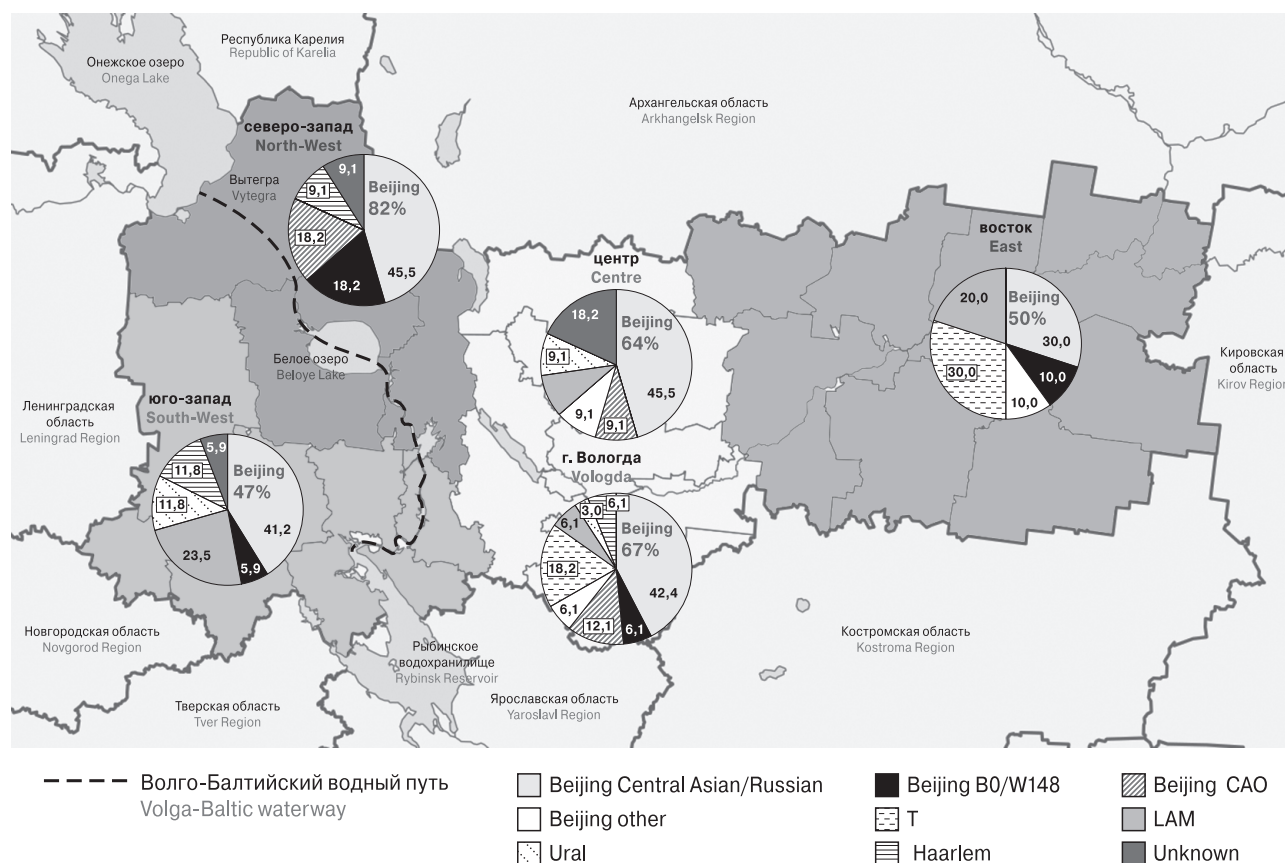 Республика Карелия
Republic of Karelia
Онежское озеро
Onega Lake
Архангельская область
Arkhangelsk Region
северо-запад
North-West
Вытегра
Vytegra
9,1
9,1
18,2
18,2
45,5
Beijing
82%
центр
Centre
18,2
9,1
9,1
9,1
45,5
Beijing
64%
восток
East
20,0
30,0
10,0
10,0
30,0
Beijing
50%
Белое озеро
Beloye Lake
Кировская
область
Kirov Region
Ленинградская
область
Leningrad Region
юго-запад
South-West
5,9
11,8
11,8
23,5
5,9
41,2
Beijing
47%
г. Вологда
Vologda
6,1
3,0
6,1
18,2
6,1
12,1
6,1
42,4
Beijing
67%
Новгородская область
Novgorod Region
Рыбинское
водохранилище
Rybinsk Reservoir
Костромская область
Kostroma Region
Тверская область
Tver Region
Ярославская область
Yaroslavl Region
Волго-Балтийский водный путь
Volga-Baltic waterway
Beijing Central Asian/Russian
Beijing B0/W148
Beijing CAO
Beijing other
T
LAM
Ural
Haarlem
Unknown